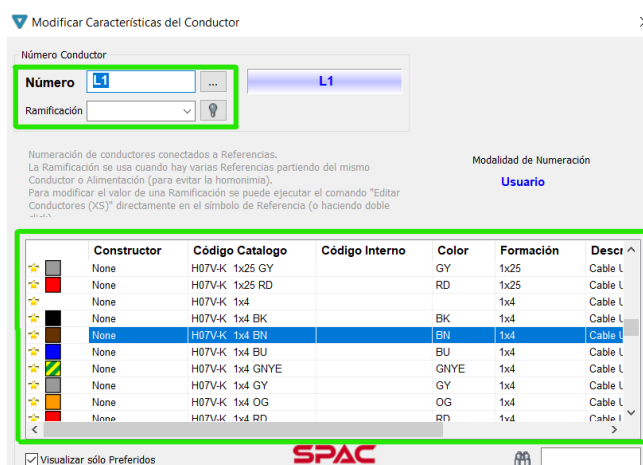 Modificar Características del Conductor
Número Conductor
Número L1 ... L1
Ramificación
Numeración de conductores conectados a Referencias.
La Ramificación se usa cuando hay varias Referencias partiendo del mismo
Conductor o Alimentación (para evitar la homonimia).
Para modificar el valor de una Ramificación se puede ejecutar el comando "Editar
Conductores (XS)" directamente en el símbolo de Referencia (o haciendo doble
click)
Modalidad de Numeración
Usuario
Constructor Código Catalogo Código Interno Color Formación Descr
None H07V-K 1x25 GY GY 1x25 Cable U
None H07V-K 1x25 RD RD 1x25 Cable U
None H07V-K 1x4 1x4 Cable U
None H07V-K 1x4 BK BK 1x4 Cable U
None H07V-K 1x4 BN BN 1x4 Cable U
None H07V-K 1x4 BU BU 1x4 Cable U
None H07V-K 1x4 GNYE GNYE 1x4 Cable U
None H07V-K 1x4 GY GY 1x4 Cable U
None H07V-K 1x4 OG OG 1x4 Cable U
None H07V-K 1x4 RD RD 1x4 Cable U
Visualizar sólo Preferidos
SPAC